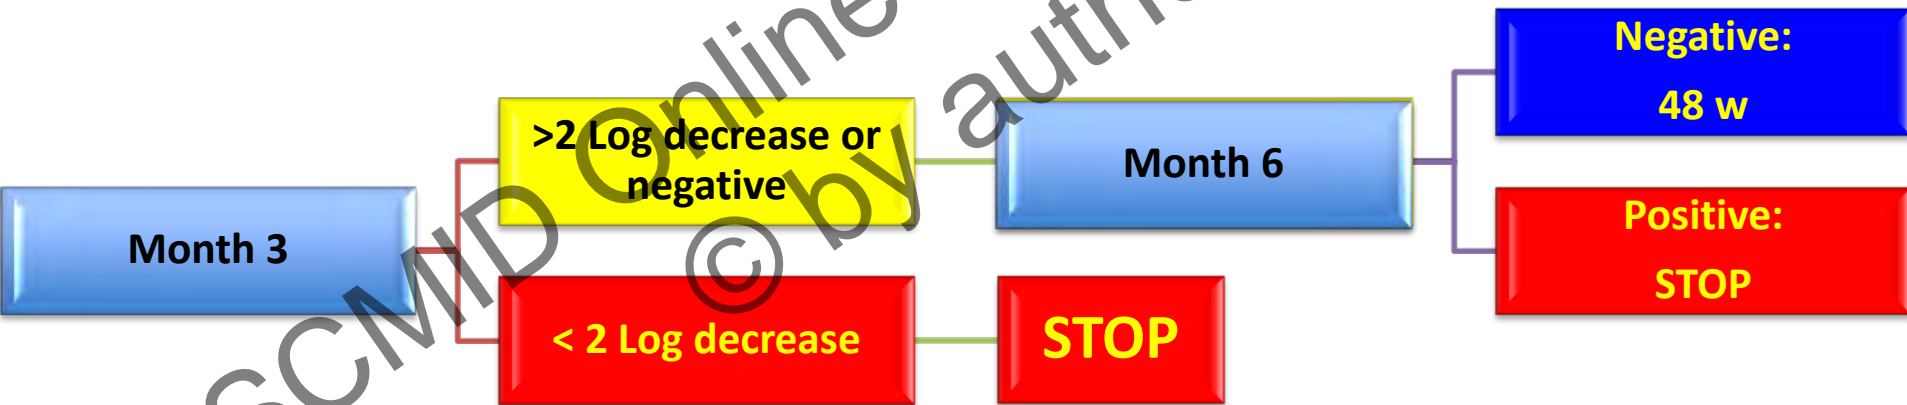 Month 3
>2 Log decrease or
negative
< 2 Log decrease
STOP
Month 6
Negative:
48 w
Positive:
STOP
SCMID Online
© by auth